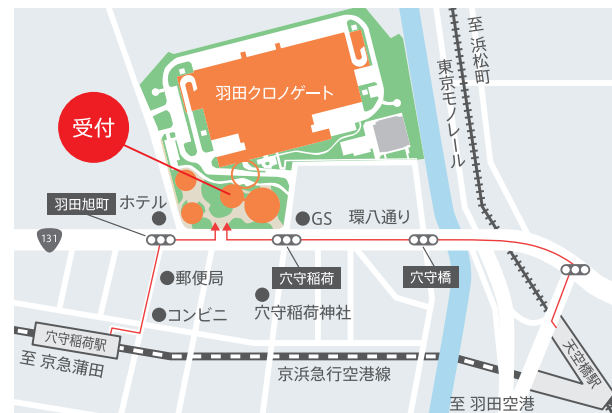 至 浜松町
東京モノレール
羽田クロノゲート
受付
羽田旭町
ホテル
GS
環八通り
131
穴守稲荷
穴守橋
郵便局
穴守稲荷神社
コンビニ
穴守稲荷駅
至 京急蒲田
京浜急行空港線
天空橋駅
至 羽田空港